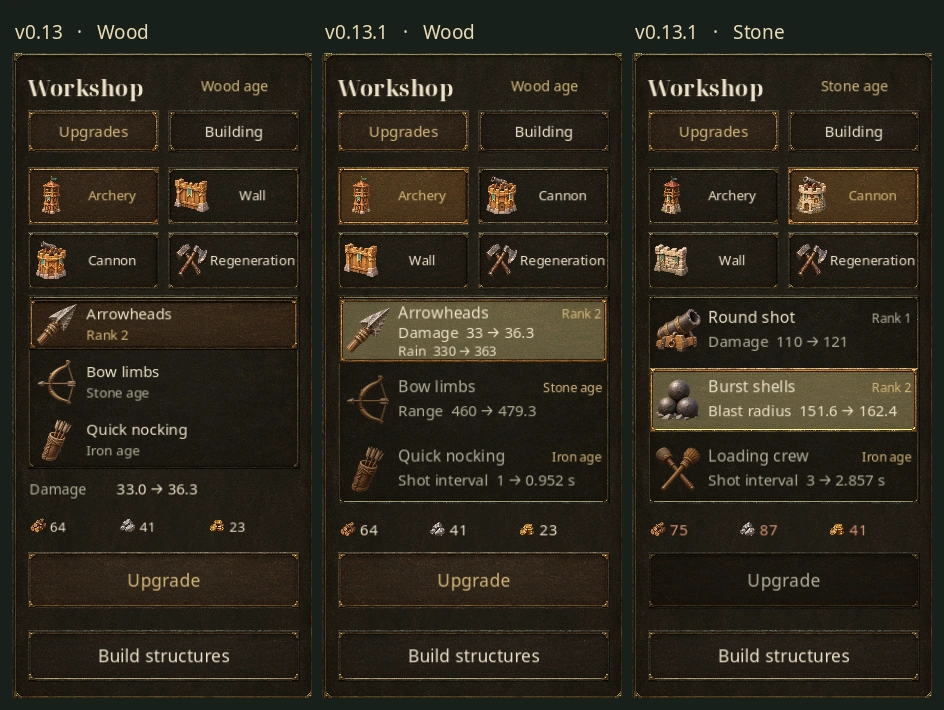 v0.13 · Wood
Workshop Wood age
Upgrades Building
Archery Wall
Cannon Regeneration
Arrowheads
Rank 2
Bow limbs
Stone age
Quick nocking
Iron age
Damage 33.0 → 36.3
64 41 23
Upgrade
Build structures
v0.13.1 · Wood
Workshop Wood age
Upgrades Building
Archery Cannon
Wall Regeneration
Arrowheads Rank 2
Damage 33 → 36.3
Rain 330 → 363
Bow limbs Stone age
Range 460 → 479.3
Quick nocking Iron age
Shot interval 1 → 0.952 s
64 41 23
Upgrade
Build structures
v0.13.1 · Stone
Workshop Stone age
Upgrades Building
Archery Cannon
Wall Regeneration
Round shot Rank 1
Damage 110 → 121
Burst shells Rank 2
Blast radius 151.6 → 162.4
Loading crew Iron age
Shot interval 3 → 2.857 s
75 87 41
Upgrade
Build structures